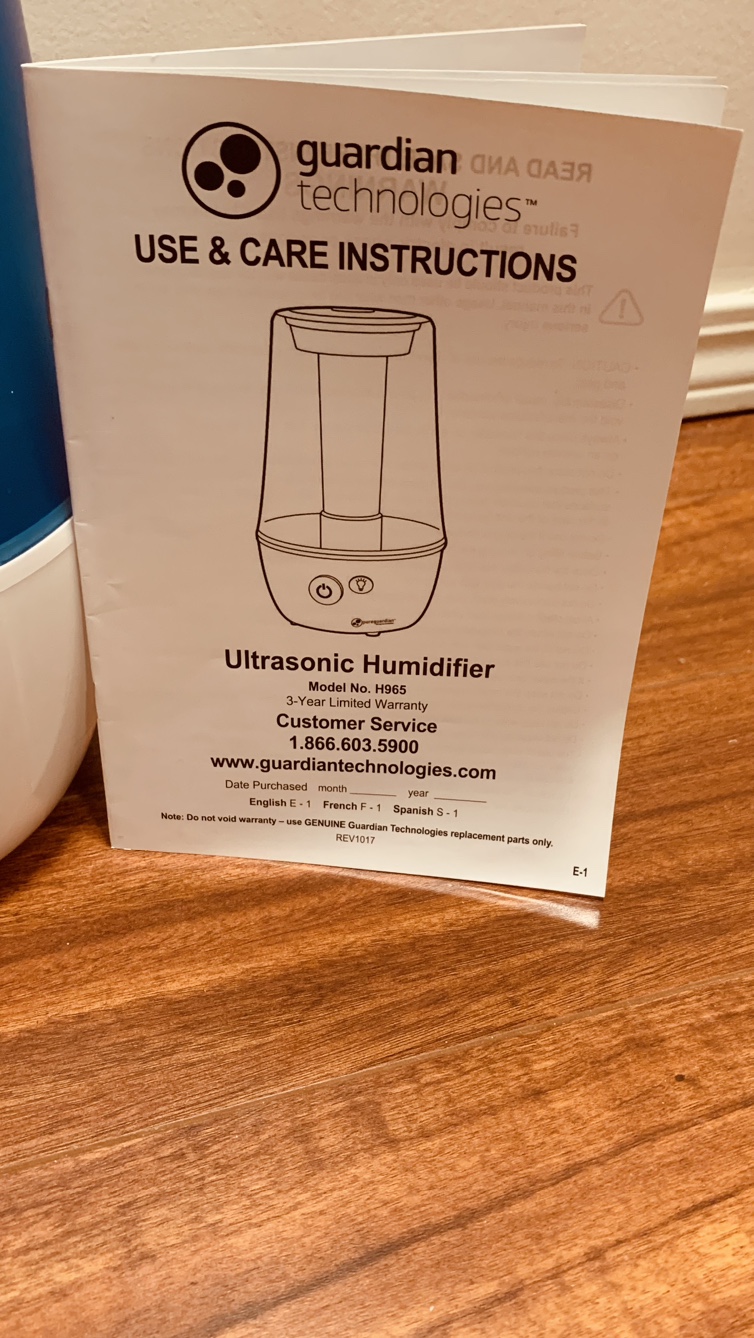 guardian
technologies™
USE & CARE INSTRUCTIONS
Ultrasonic Humidifier
Model No. H965
3-Year Limited Warranty
Customer Service
1.866.603.5900
www.guardiantechnologies.com
Date Purchased month ________ year _________
English E - 1 French F - 1 Spanish S - 1
Note: Do not void warranty – use GENUINE Guardian Technologies replacement parts only.
REV1017
E-1